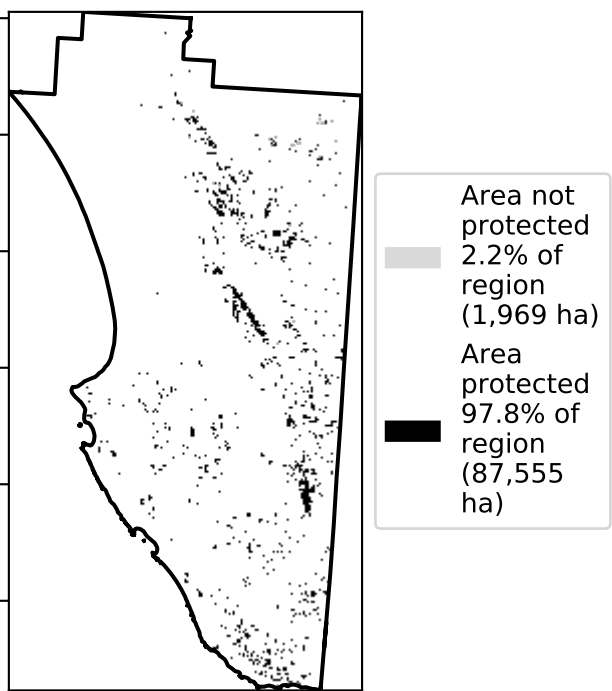 Area not
protected
2.2% of
region
(1,969 ha)
Area
protected
97.8% of
region
(87,555
ha)